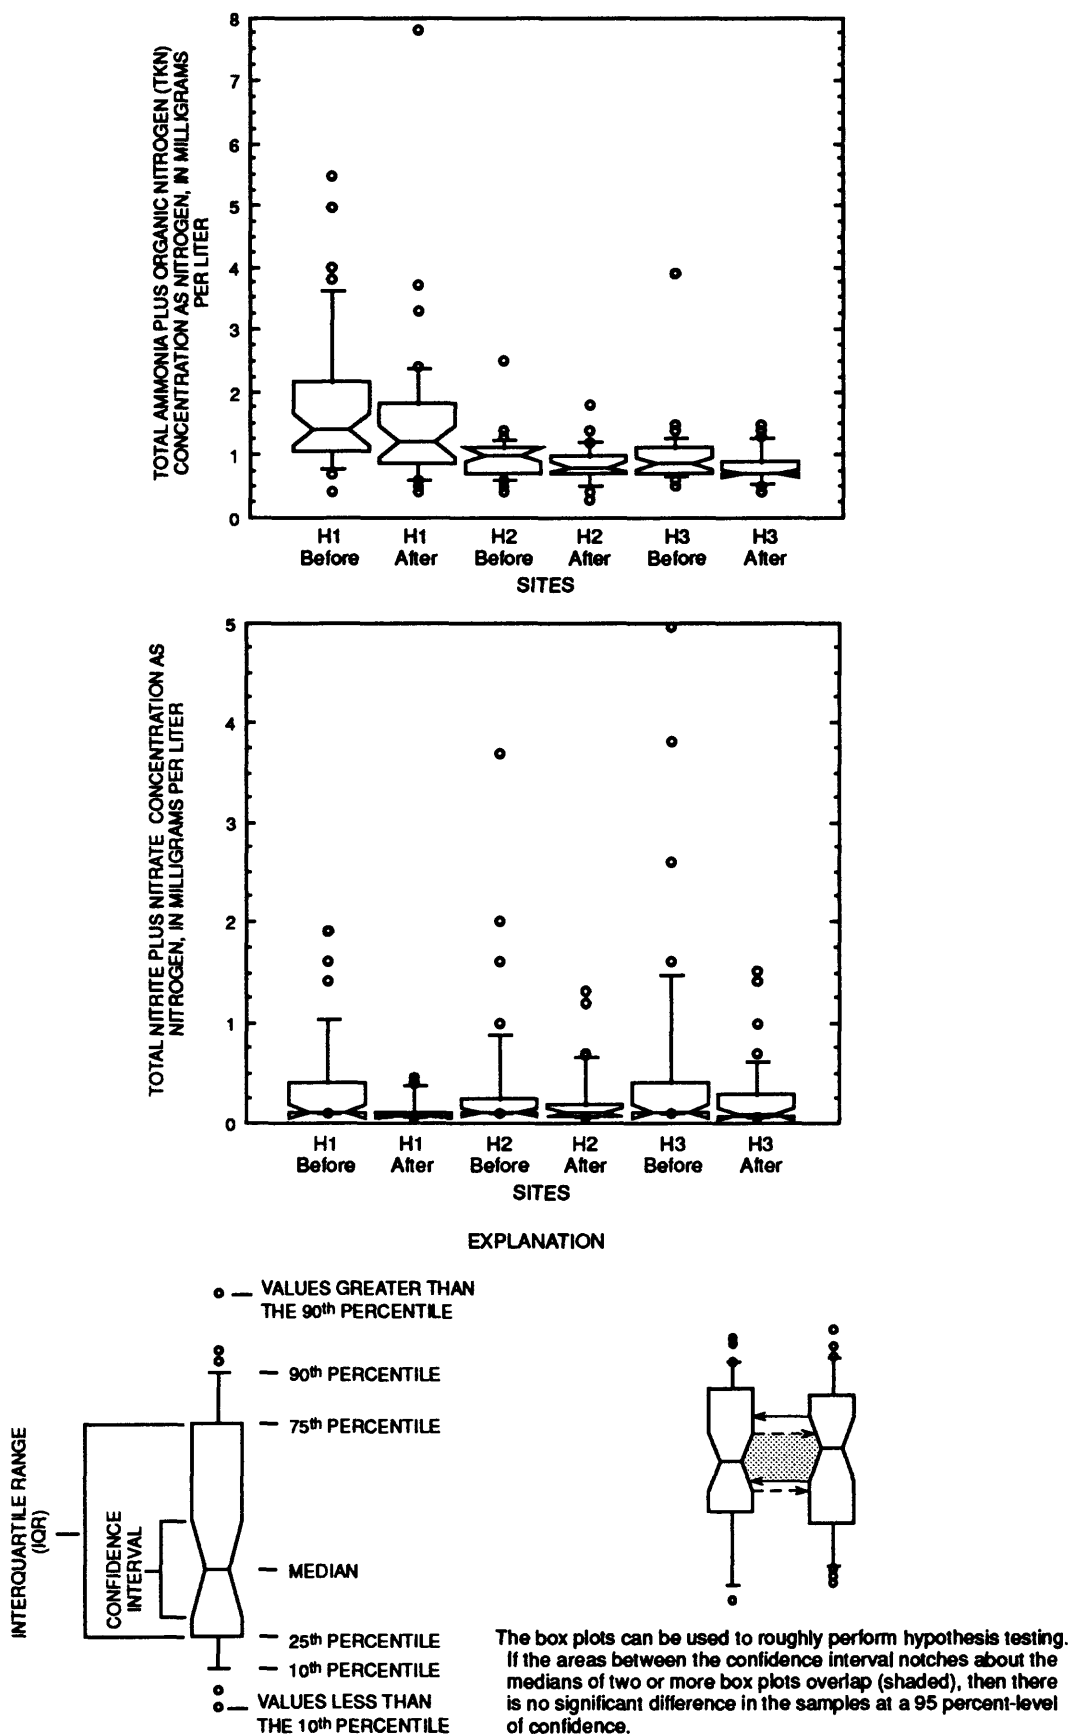 TOTAL AMMONIA PLUS ORGANIC NITROGEN (TKN)
CONCENTRATION AS NITROGEN, IN MILLIGRAMS
PER LITER
8
7
6
5
4
3
2
1
0
H1 H1 H2 H2 H3 H3
Before After Before After Before After
SITES
TOTAL NITRITE PLUS NITRATE CONCENTRATION AS
NITROGEN, IN MILLIGRAMS PER LITER
5
4
3
2
1
0
H1 H1 H2 H2 H3 H3
Before After Before After Before After
SITES
EXPLANATION
VALUES GREATER THAN
THE 90th PERCENTILE
90th PERCENTILE
75th PERCENTILE
INTERQUARTILE RANGE
(IQR)
CONFIDENCE
INTERVAL
MEDIAN
25th PERCENTILE
10th PERCENTILE
VALUES LESS THAN
THE 10th PERCENTILE
The box plots can be used to roughly perform hypothesis testing.
If the areas between the confidence interval notches about the
medians of two or more box plots overlap (shaded), then there
is no significant difference in the samples at a 95 percent-level
of confidence.